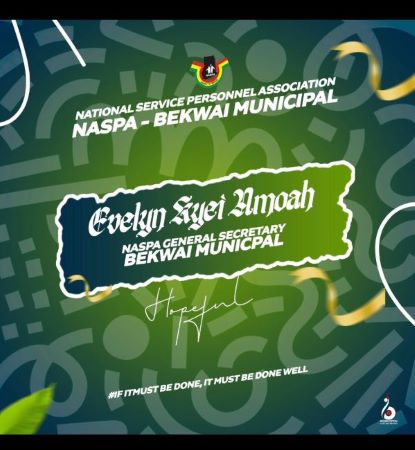 NATIONAL SERVICE PERSONNEL ASSOCIATION
NASPA - BEKWAI MUNICIPAL
Evelyn Kyei Amoah
NASPA GENERAL SECRETARY
BEKWAI MUNICPAL
Hopeful
#IF ITMUST BE DONE, IT MUST BE DONE WELL